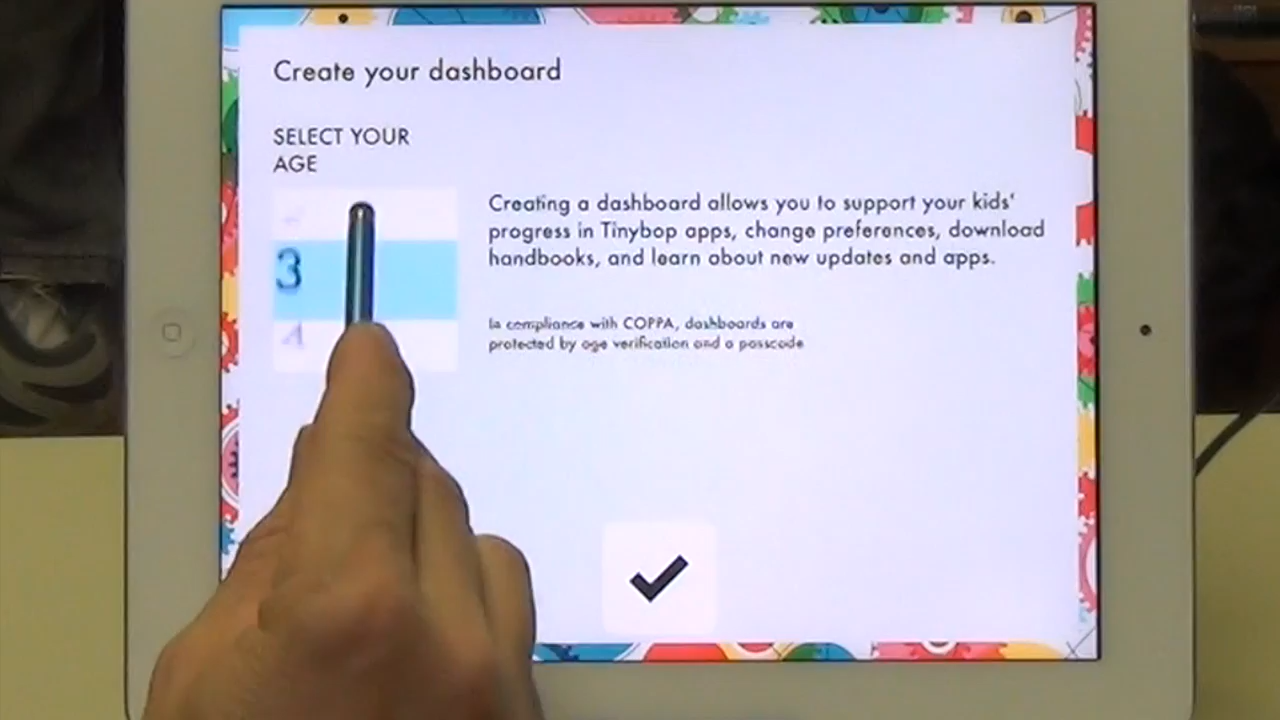 Create your dashboard
SELECT YOUR
AGE
3
4
Creating a dashboard allows you to support your kids'
progress in Tinybop apps, change preferences, download
handbooks, and learn about new updates and apps.
In compliance with COPPA, dashboards are
protected by age verification and a passcode